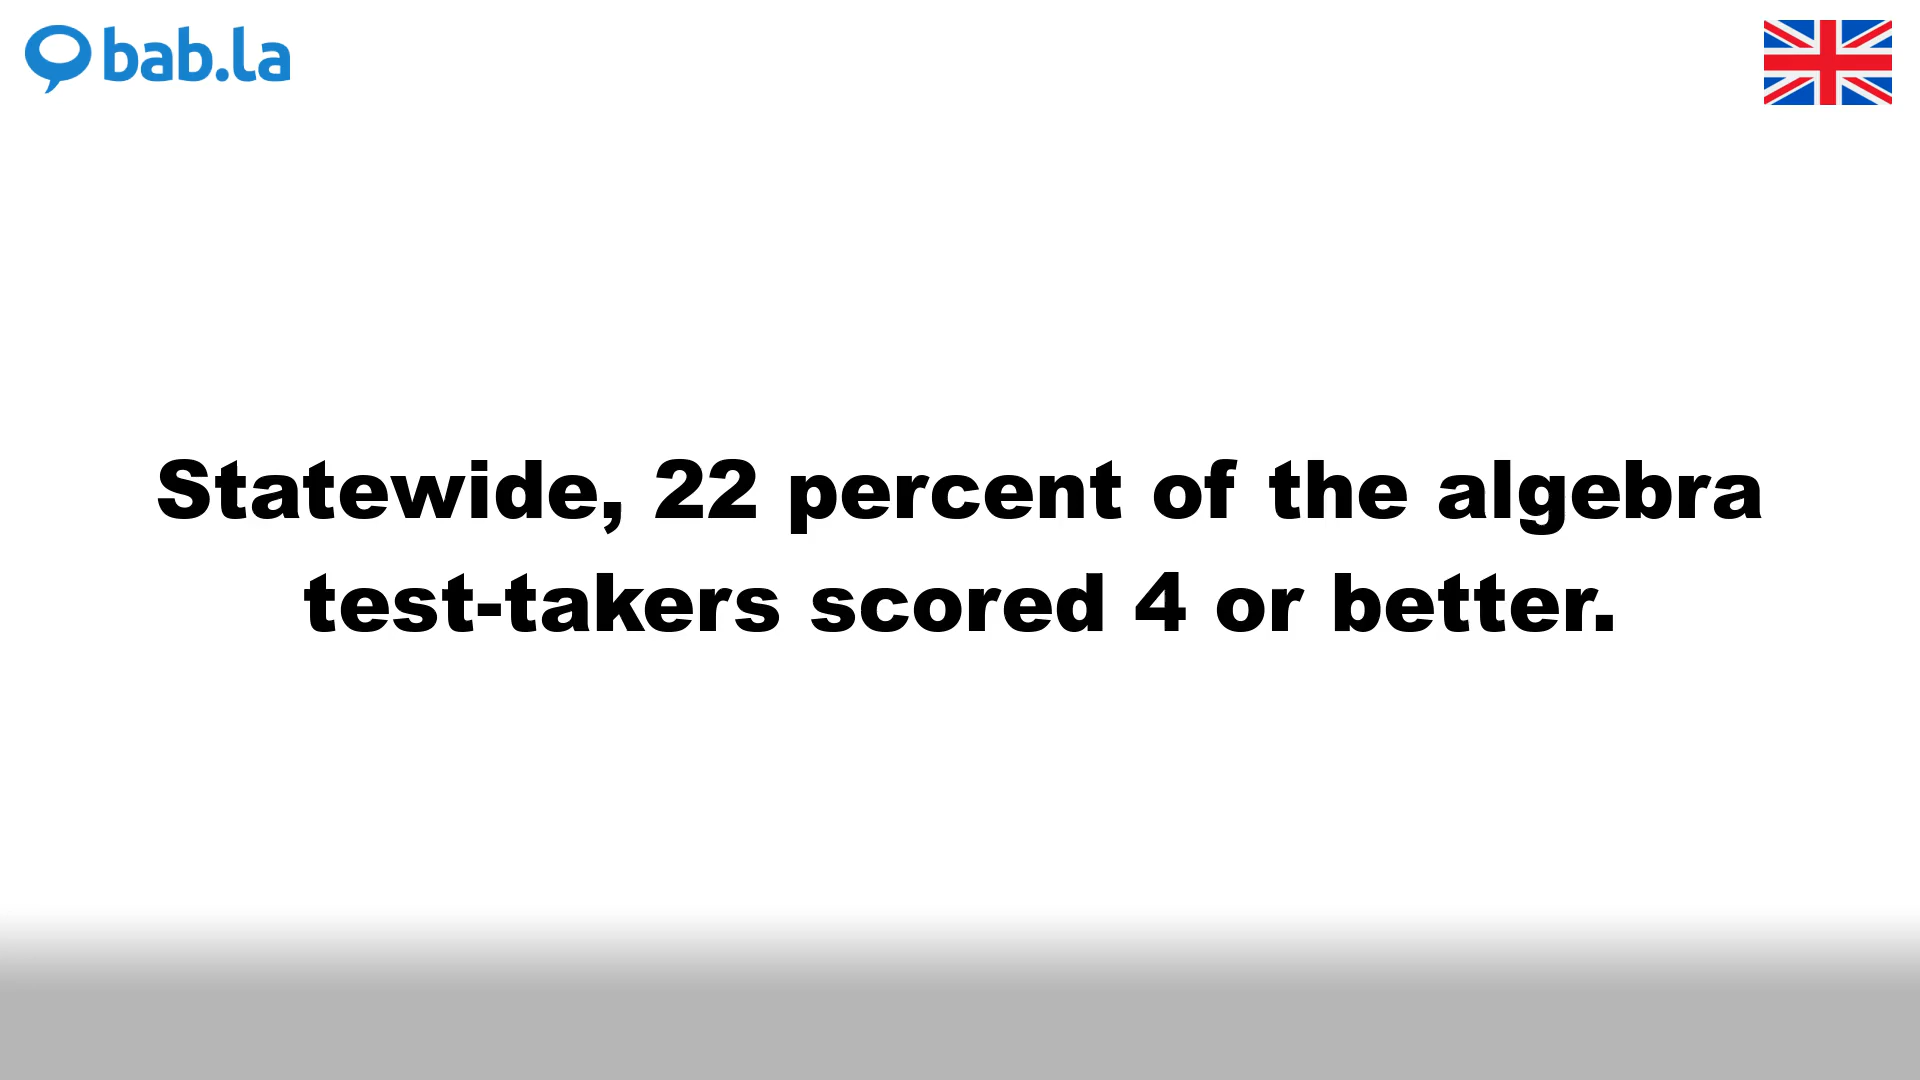 bab.la
Statewide, 22 percent of the algebra
test-takers scored 4 or better.